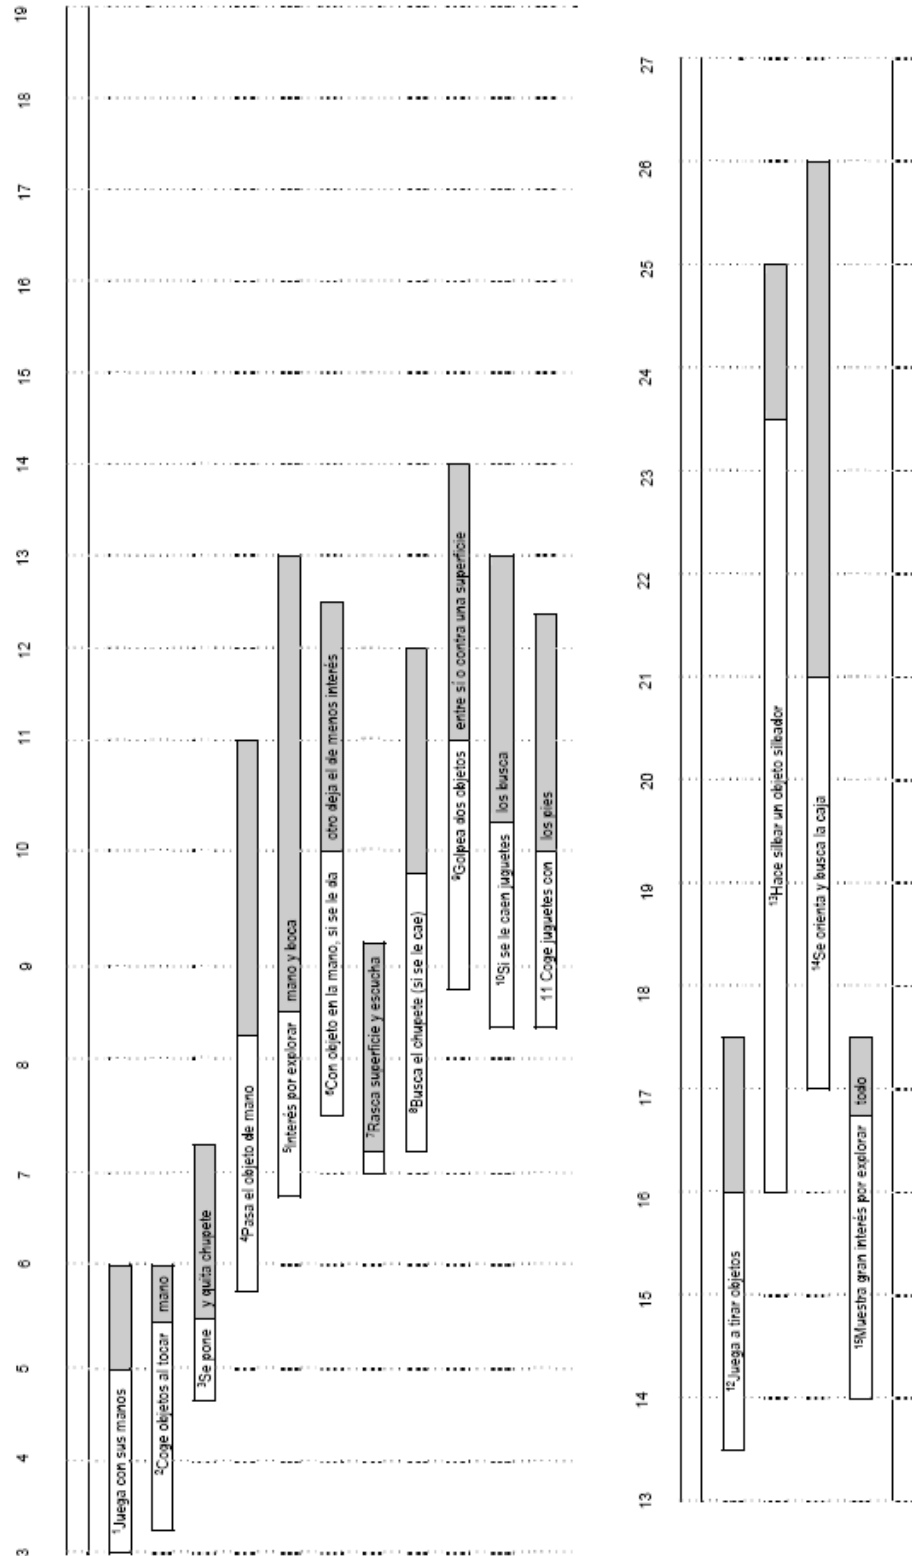 3 4 5 6 7 8 9 10 11 12 13 14 15 16 17 18 19
1Juega con sus manos
2Coge objetos al tocar mano
3Se pone y quita chupete
4Pasa el objeto de mano
5Interés por explorar mano y boca
6Con objeto en la mano, si se le da otro deja el de menos interés
7Rasca superficie y escucha
8Busca el chupete (si se le cae)
9Golpea dos objetos entre sí o contra una superficie
10Si se le caen juguetes los busca
11 Coge juguetes con los pies
13 14 15 16 17 18 19 20 21 22 23 24 25 26 27
12Juega a tirar objetos
13Hace silbar un objeto silbador
14Se orienta y busca la caja
15Muestra gran interés por explorar todo